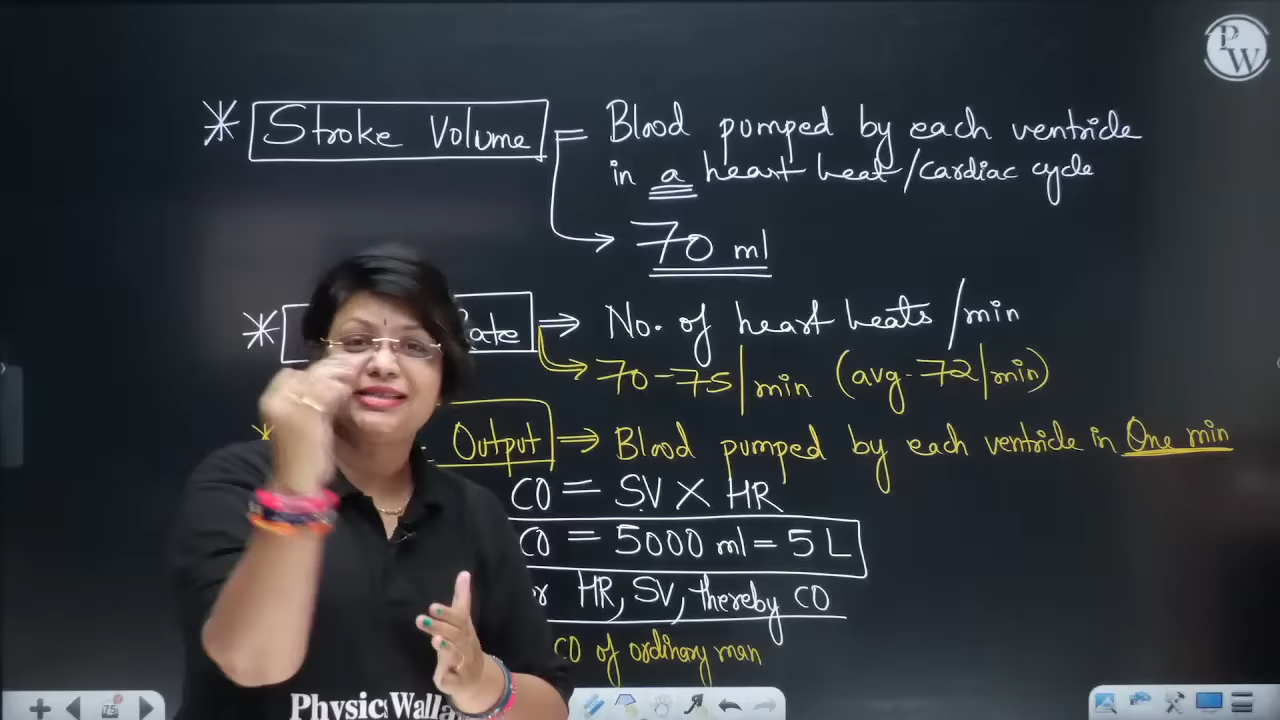 PW
* Stroke Volume = Blood pumped by each ventricle
in a heart beat/cardiac cycle
→ 70 ml
* ⇒ No. of heart beats/min
→ 70-75/min (avg. 72/min)
Output ⇒ Blood pumped by each ventricle in One min
CO = SV × HR
CO = 5000 ml = 5 L
HR, SV, thereby CO
CO of ordinary man
75
Physics